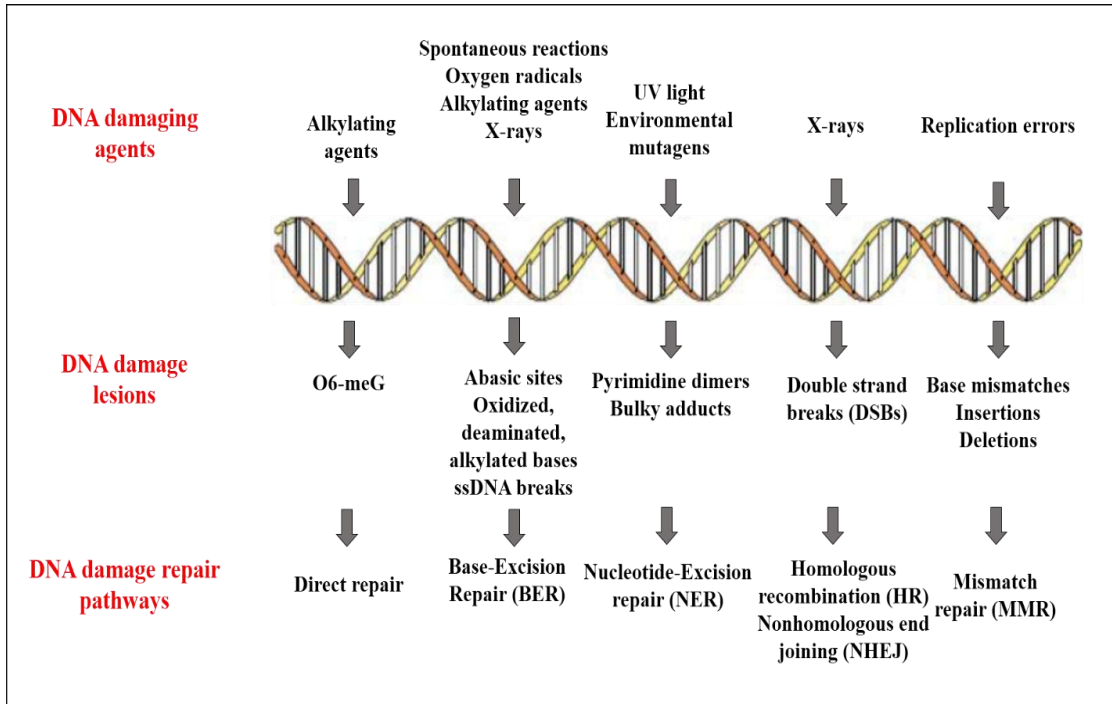 DNA damaging
agents
Alkylating
agents
Spontaneous reactions
Oxygen radicals
Alkylating agents
X-rays
UV light
Environmental
mutagens
X-rays
Replication errors
DNA damage
lesions
O6-meG
Abasic sites
Oxidized,
deaminated,
alkylated bases
ssDNA breaks
Pyrimidine dimers
Bulky adducts
Double strand
breaks (DSBs)
Base mismatches
Insertions
Deletions
DNA damage repair
pathways
Direct repair
Base-Excision
Repair (BER)
Nucleotide-Excision
repair (NER)
Homologous
recombination (HR)
Nonhomologous end
joining (NHEJ)
Mismatch
repair (MMR)